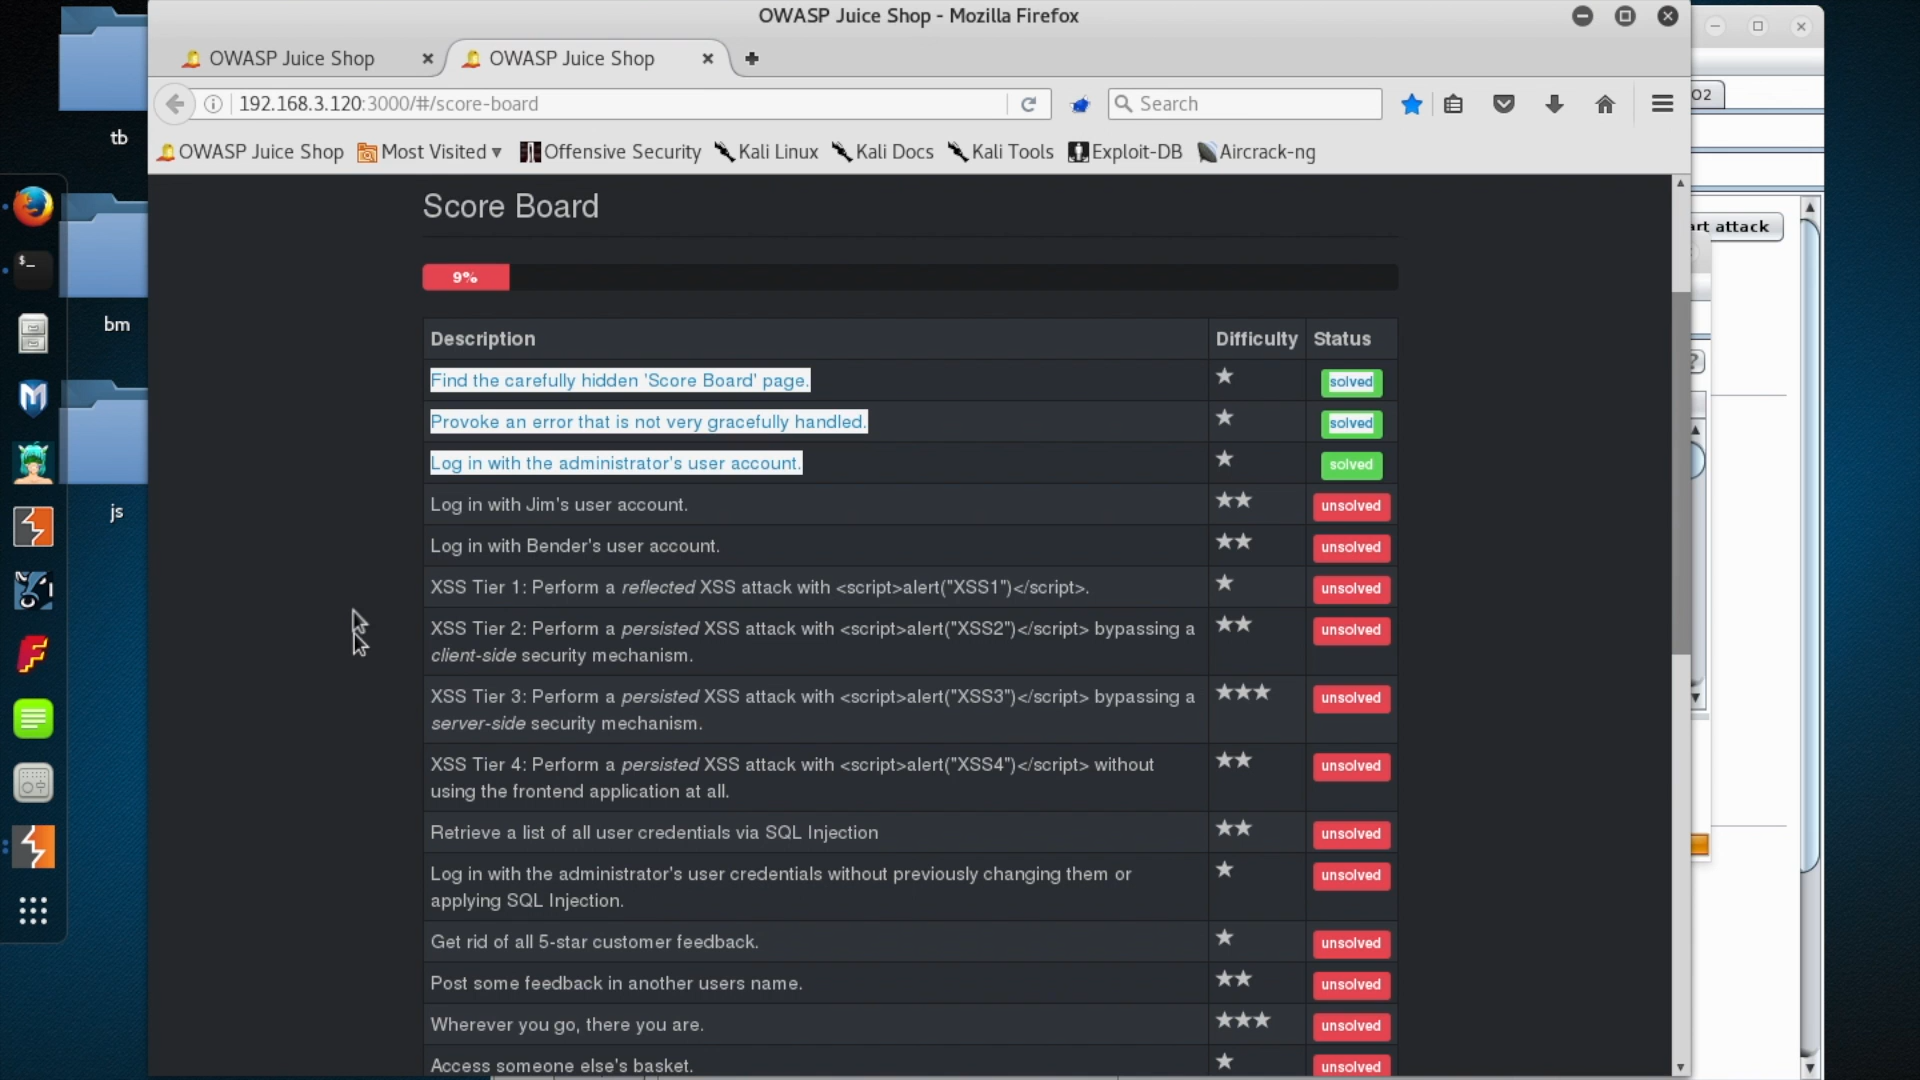 OWASP Juice Shop - Mozilla Firefox
OWASP Juice Shop
OWASP Juice Shop
192.168.3.120:3000/#/score-board
Search
OWASP Juice Shop
Most Visited
Offensive Security
Kali Linux
Kali Docs
Kali Tools
Exploit-DB
Aircrack-ng
O2
tb
bm
js
$_
art attack
?
Score Board
9%
Description Difficulty Status
Find the carefully hidden 'Score Board' page. ★ solved
Provoke an error that is not very gracefully handled. ★ solved
Log in with the administrator's user account. ★ solved
Log in with Jim's user account. ★★ unsolved
Log in with Bender's user account. ★★ unsolved
XSS Tier 1: Perform a reflected XSS attack with <script>alert("XSS1")</script>. ★ unsolved
XSS Tier 2: Perform a persisted XSS attack with <script>alert("XSS2")</script> bypassing a ★★ unsolved
client-side security mechanism.
XSS Tier 3: Perform a persisted XSS attack with <script>alert("XSS3")</script> bypassing a ★★★ unsolved
server-side security mechanism.
XSS Tier 4: Perform a persisted XSS attack with <script>alert("XSS4")</script> without ★★ unsolved
using the frontend application at all.
Retrieve a list of all user credentials via SQL Injection ★★ unsolved
Log in with the administrator's user credentials without previously changing them or ★ unsolved
applying SQL Injection.
Get rid of all 5-star customer feedback. ★ unsolved
Post some feedback in another users name. ★★ unsolved
Wherever you go, there you are. ★★★ unsolved
Access someone else's basket. ★ unsolved